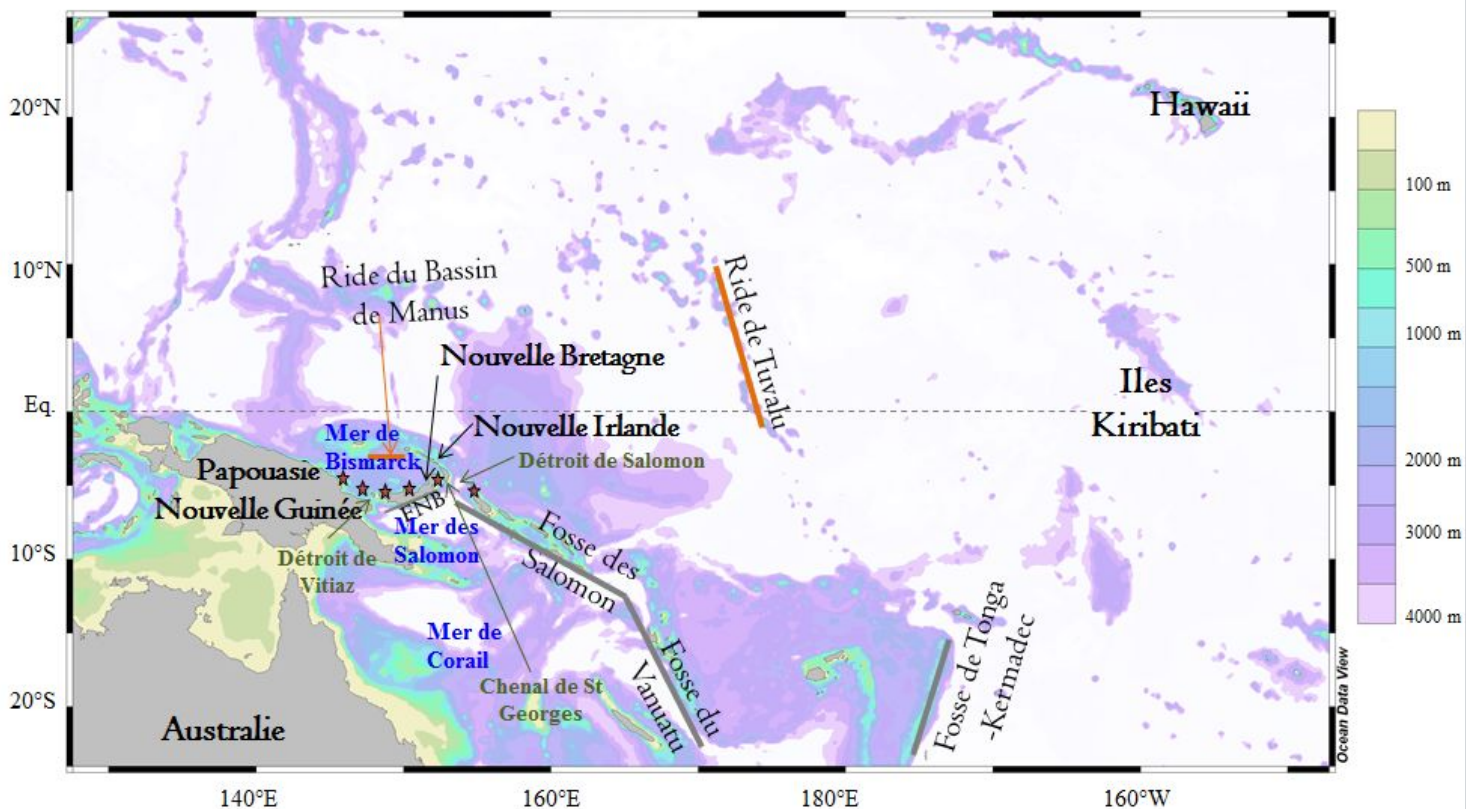 20°N
10°N
Eq.
10°S
20°S
140°E
160°E
180°E
160°W
Hawaii
Ride du Bassin
de Manus
Ride de Tuvalu
Nouvelle Bretagne
Iles
Kiribati
Nouvelle Irlande
Mer de
Bismarck
Détroit de Salomon
Papouasie
Nouvelle Guinée
FNB
Mer des
Salomon
Détroit de
Vitiaz
Fosse des
Salomon
Mer de
Corail
Chenal de St
Georges
Fosse du
Vanuatu
Fosse de Tonga
-Kermadec
Australie
100 m
500 m
1000 m
2000 m
3000 m
4000 m
Ocean Data View